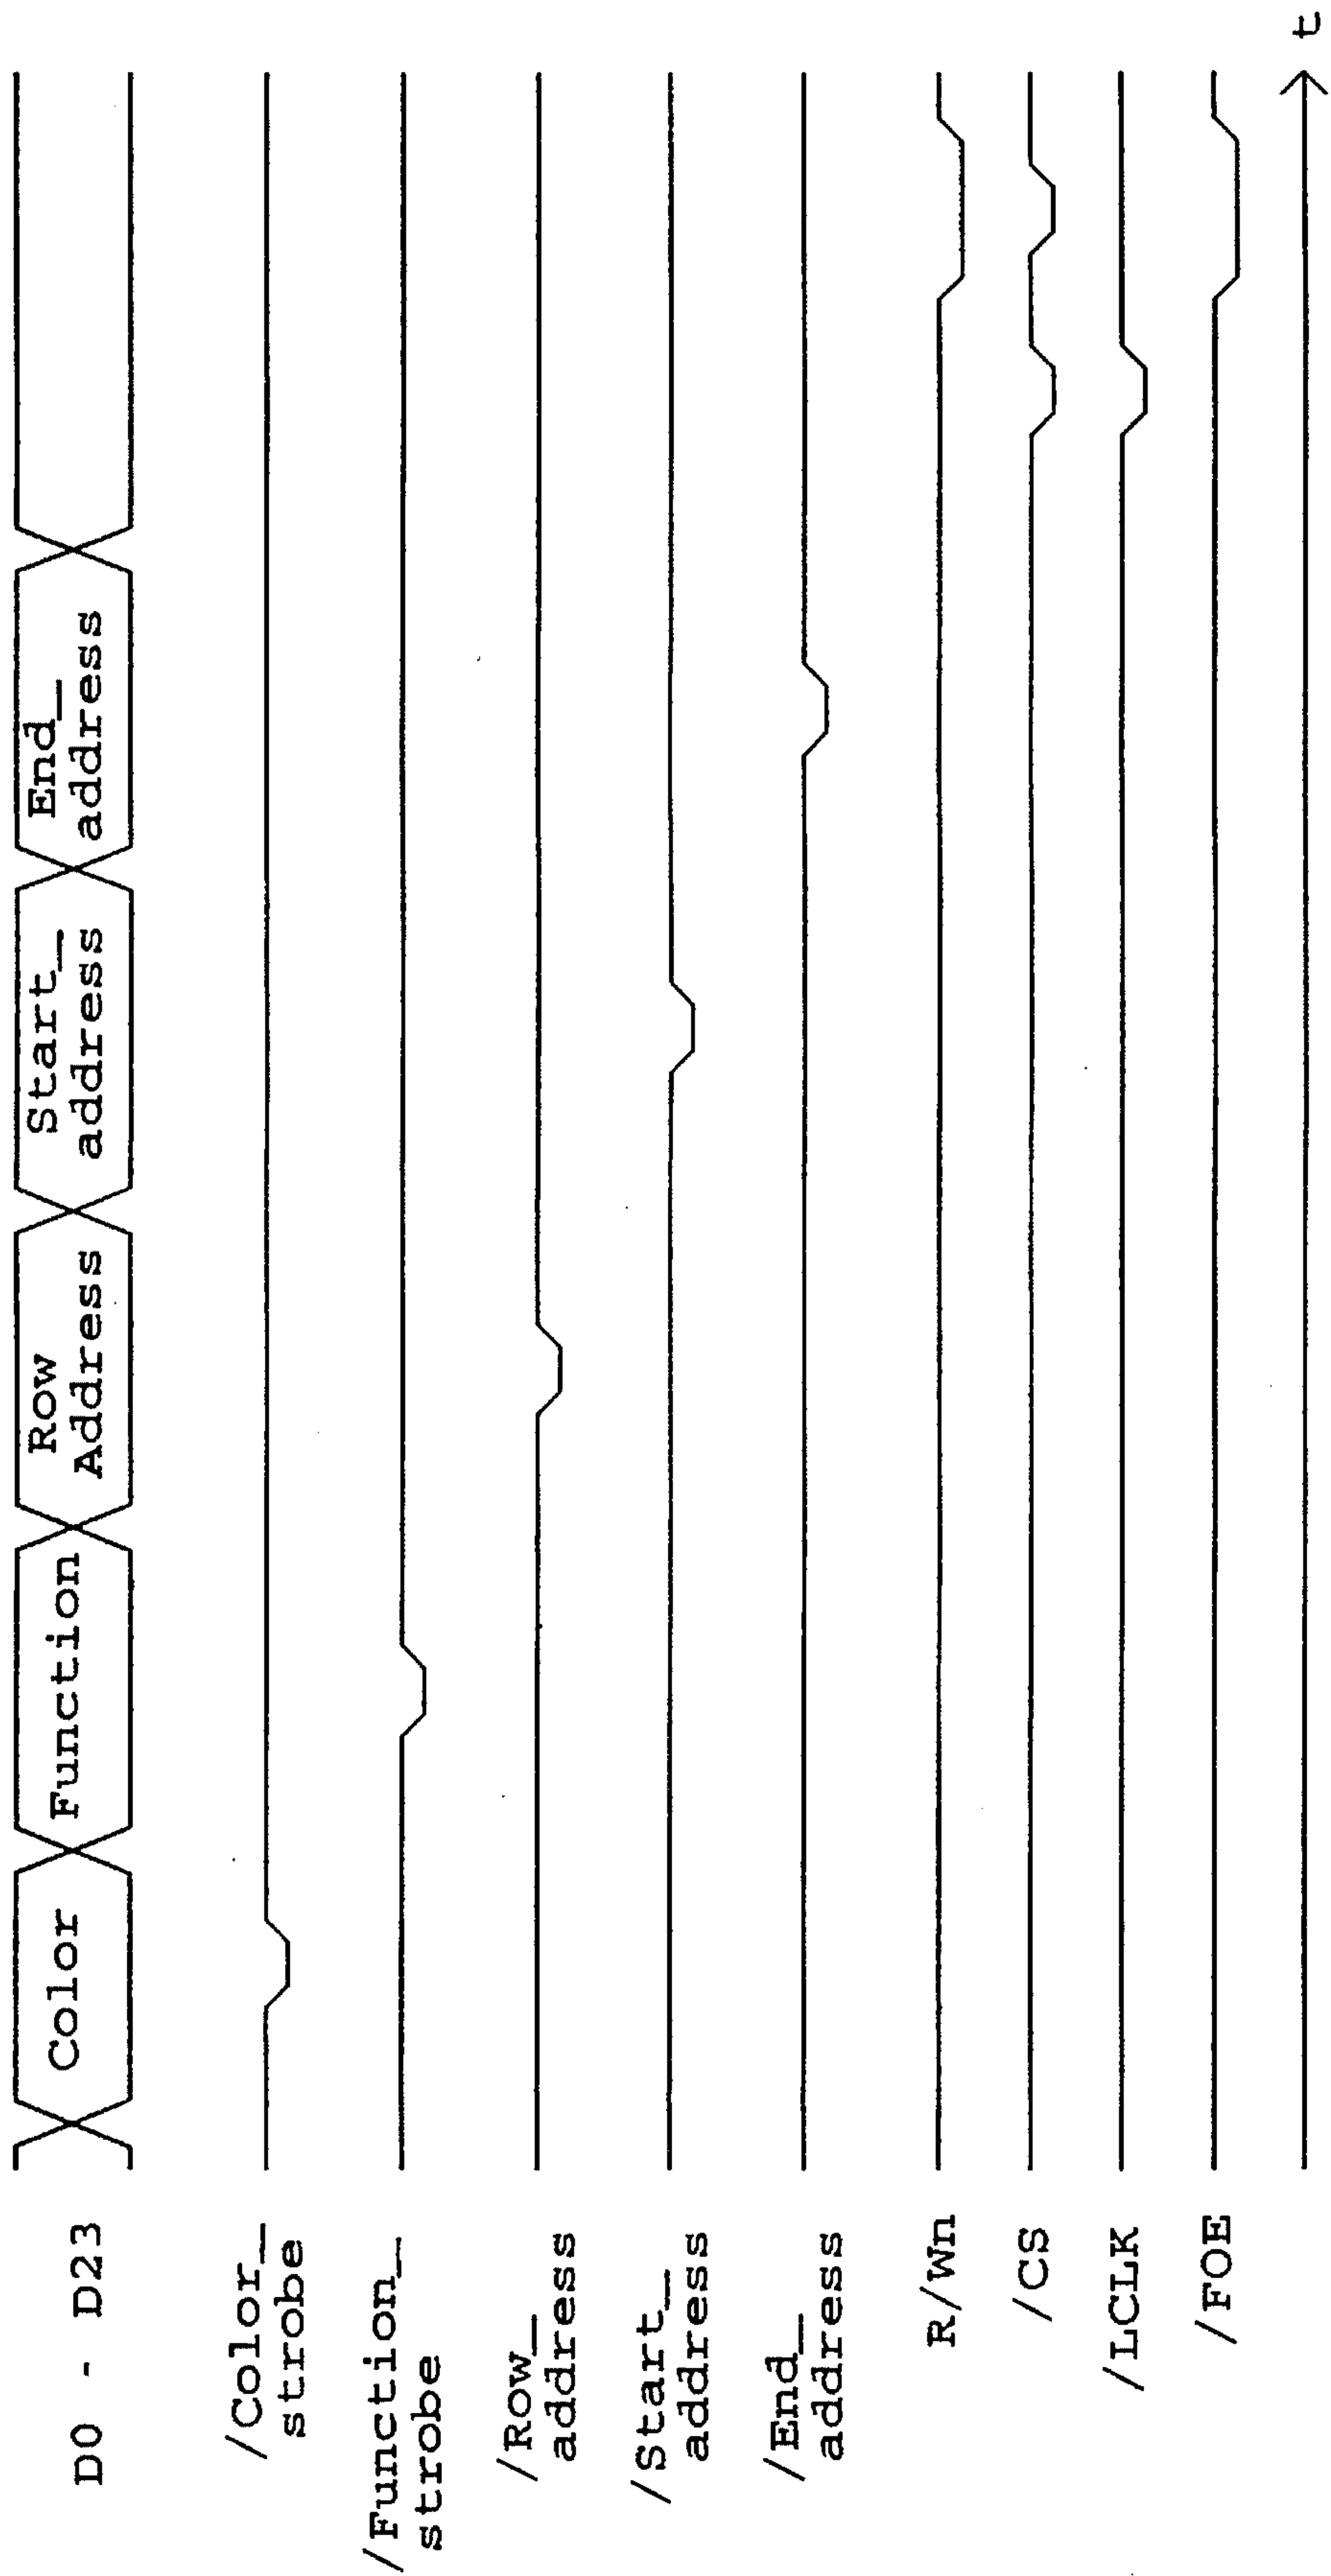 D0 - D23
Color
Function
Row
Address
Start_
address
End_
address
/Color_
strobe
/Function_
strobe
/Row_
address
/Start_
address
/End_
address
R/Wn
/CS
/LCLK
/FOE
t